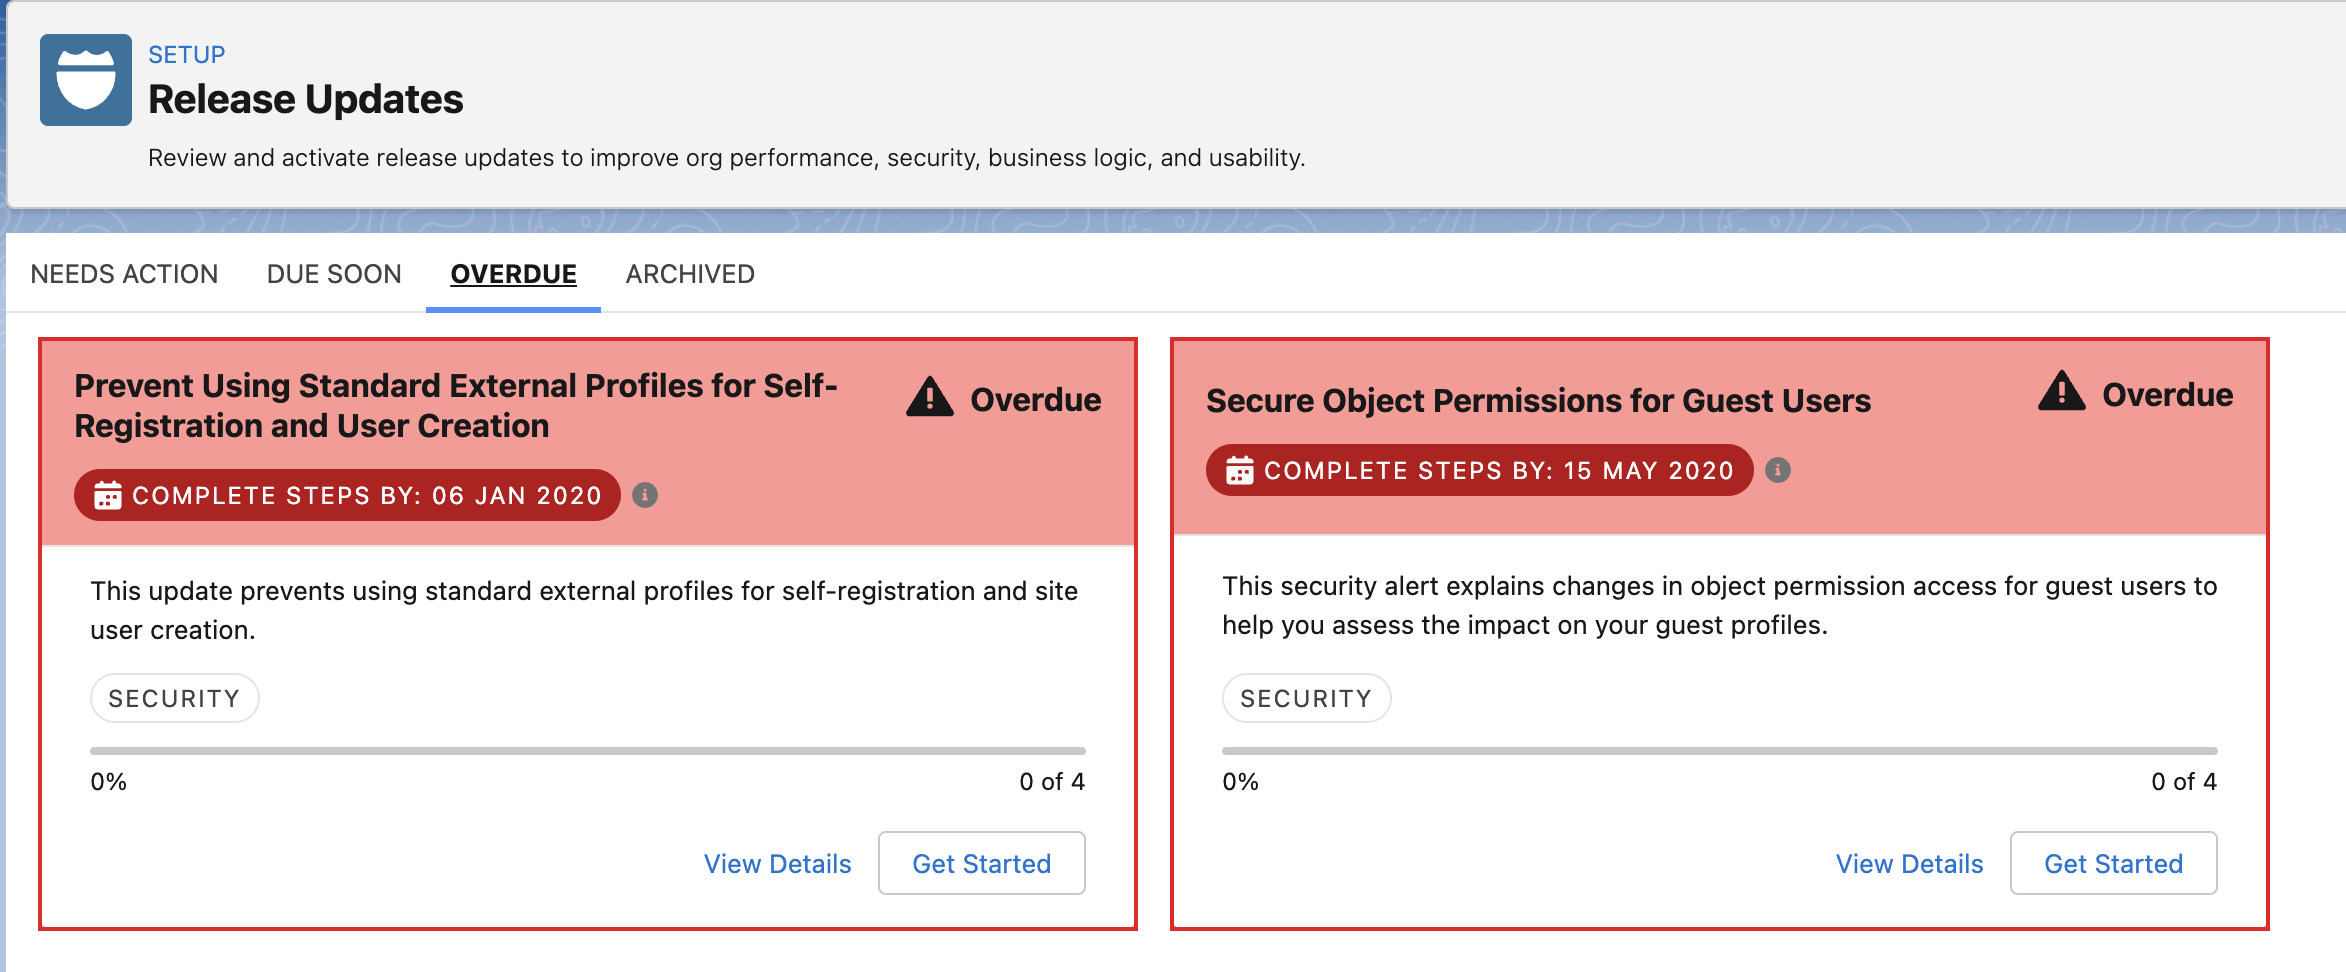 SETUP
Release Updates
Review and activate release updates to improve org performance, security, business logic, and usability.
NEEDS ACTION DUE SOON OVERDUE ARCHIVED
Prevent Using Standard External Profiles for Self-
Registration and User Creation
Overdue
COMPLETE STEPS BY: 06 JAN 2020
This update prevents using standard external profiles for self-registration and site
user creation.
SECURITY
0% 0 of 4
View Details Get Started
Secure Object Permissions for Guest Users
Overdue
COMPLETE STEPS BY: 15 MAY 2020
This security alert explains changes in object permission access for guest users to
help you assess the impact on your guest profiles.
SECURITY
0% 0 of 4
View Details Get Started